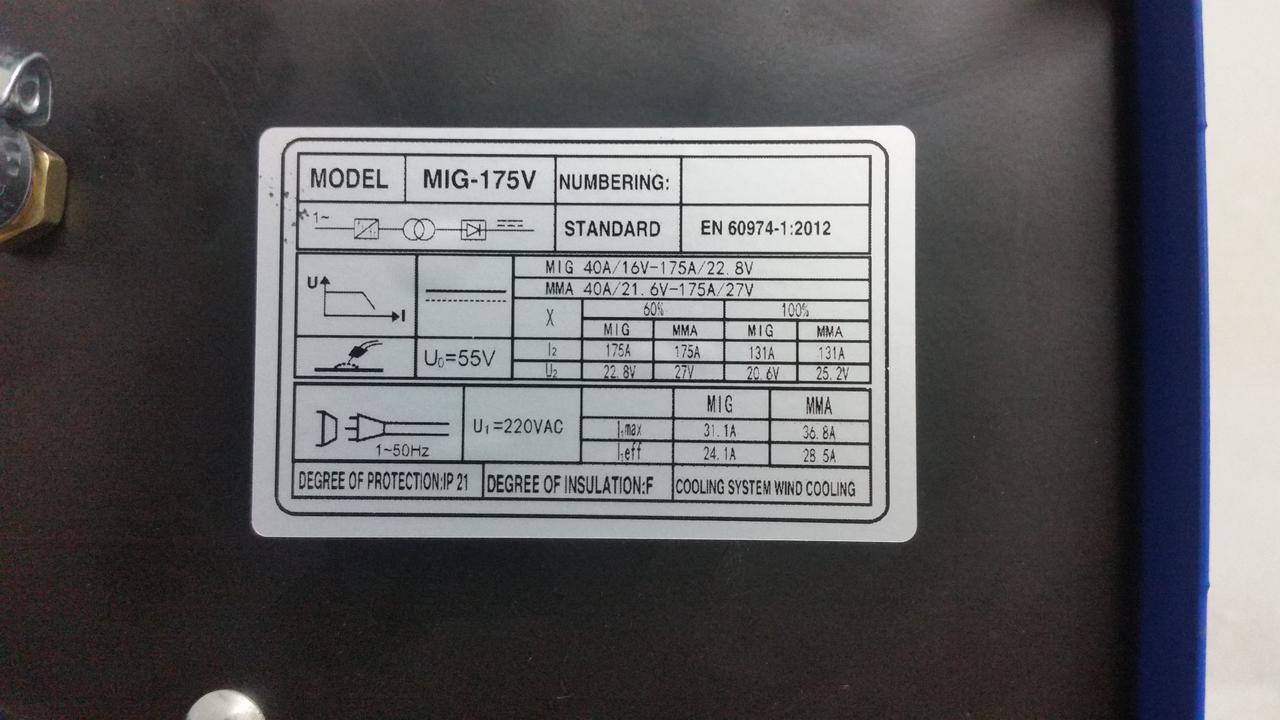 MODEL MIG-175V NUMBERING:
1~ STANDARD EN 60974-1:2012
MIG 40A/16V-175A/22.8V
MMA 40A/21.6V-175A/27V
U I
X 60% 100%
MIG MMA MIG MMA
U₀=55V
I₂ 175A 175A 131A 131A
U₂ 22.8V 27V 20.6V 25.2V
1~50Hz
U₁=220VAC
MIG MMA
I₁max 31.1A 36.8A
I₁eff 24.1A 28.5A
DEGREE OF PROTECTION:IP 21 DEGREE OF INSULATION:F COOLING SYSTEM WIND COOLING